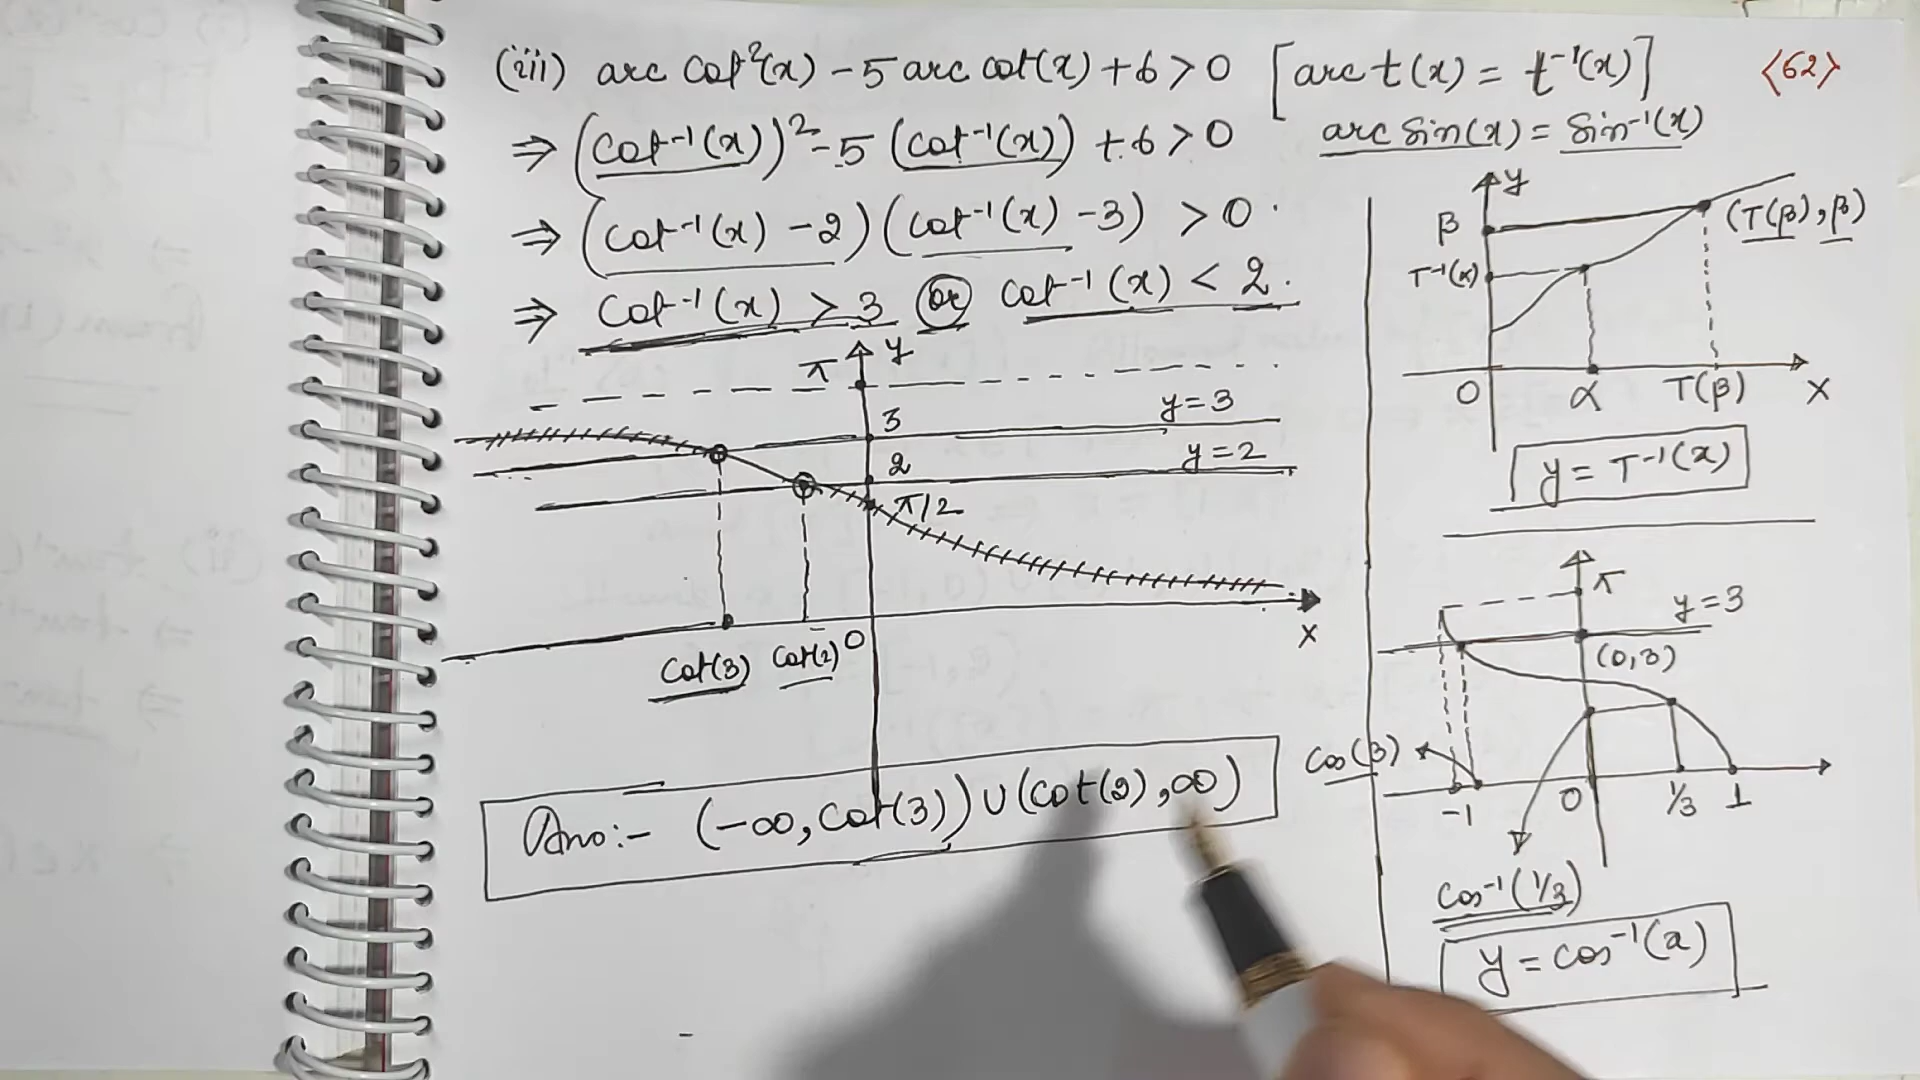 (iii) arc cot²(x) - 5 arc cot(x) + 6 > 0 [arc t(x) = t⁻¹(x)]
<62>
⇒ (cot⁻¹(x))² - 5 (cot⁻¹(x)) + 6 > 0
arc sin(x) = sin⁻¹(x)
⇒ (cot⁻¹(x) - 2) (cot⁻¹(x) - 3) > 0
⇒ cot⁻¹(x) > 3 or cot⁻¹(x) < 2.
π y
3 y = 3
2 y = 2
π/2
cot(3) cot(2) 0 x
Ans:- (-∞, cot(3)) ∪ (cot(2), ∞)
y
β (T(β), β)
T⁻¹(α)
0 α T(β) x
y = T⁻¹(x)
π
y = 3
(0,3)
cos(3)
-1 0 1/3 1
cos⁻¹(1/3)
y = cos⁻¹(x)